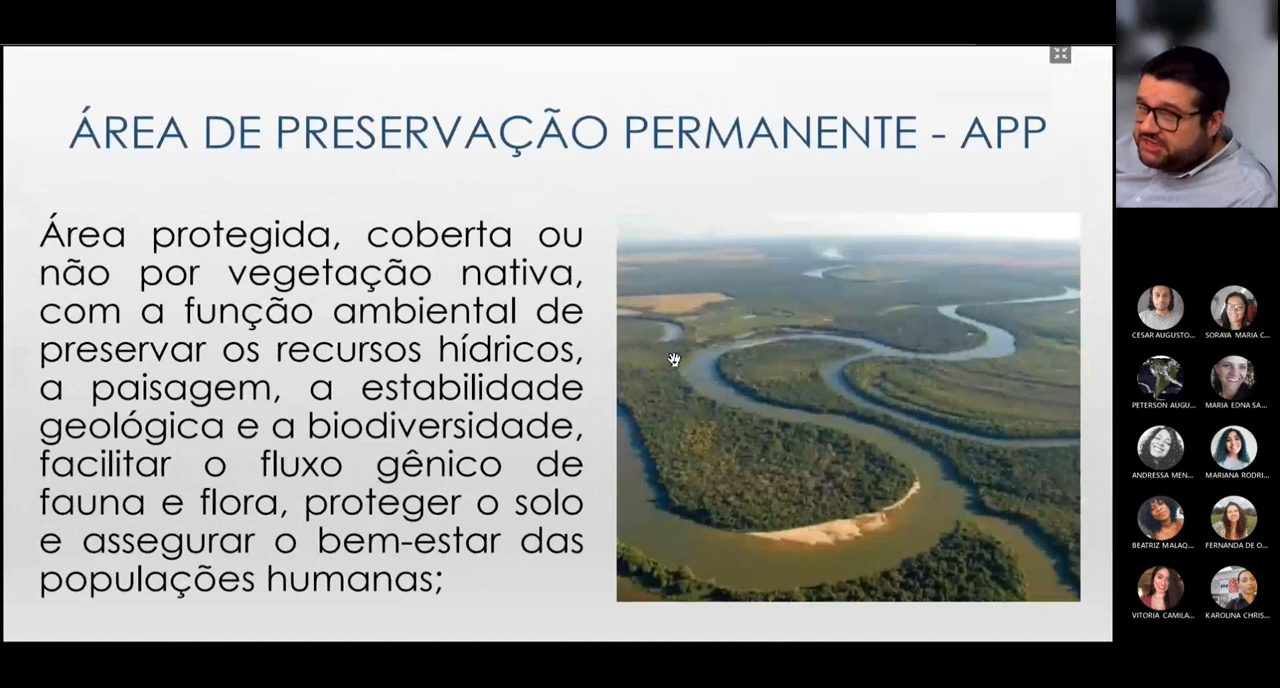 ÁREA DE PRESERVAÇÃO PERMANENTE - APP
Área protegida, coberta ou
não por vegetação nativa,
com a função ambiental de
preservar os recursos hídricos,
a paisagem, a estabilidade
geológica e a biodiversidade,
facilitar o fluxo gênico de
fauna e flora, proteger o solo
e assegurar o bem-estar das
populações humanas;
CESAR AUGUSTO...
SORAYA MARIA C...
PETERSON AUGU...
MARIA EDNA SA...
ANDRESSA MEN...
MARIANA RODRI...
BEATRIZ MALAQ...
FERNANDA DE O...
VITORIA CAMILA...
KAROLINA CHRIS...